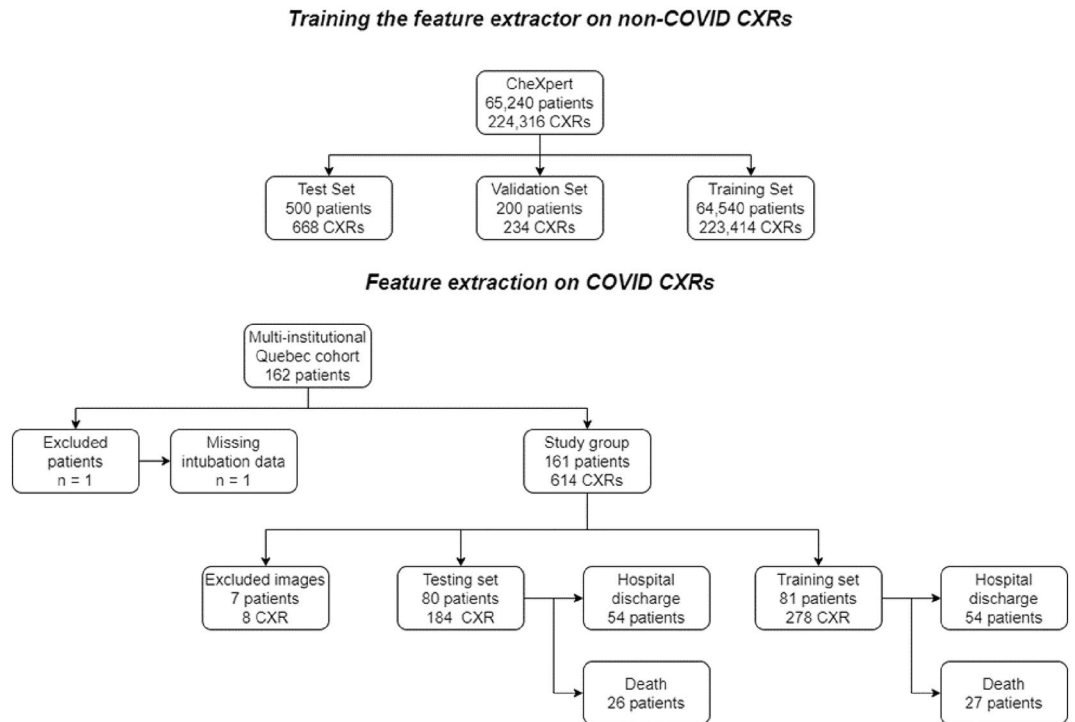 Training the feature extractor on non-COVID CXRs
CheXpert
65,240 patients
224,316 CXRs
Test Set
500 patients
668 CXRs
Validation Set
200 patients
234 CXRs
Training Set
64,540 patients
223,414 CXRs
Feature extraction on COVID CXRs
Multi-institutional
Quebec cohort
162 patients
Excluded
patients
n = 1
Missing
intubation data
n = 1
Study group
161 patients
614 CXRs
Excluded images
7 patients
8 CXR
Testing set
80 patients
184 CXR
Hospital
discharge
54 patients
Death
26 patients
Training set
81 patients
278 CXR
Hospital
discharge
54 patients
Death
27 patients